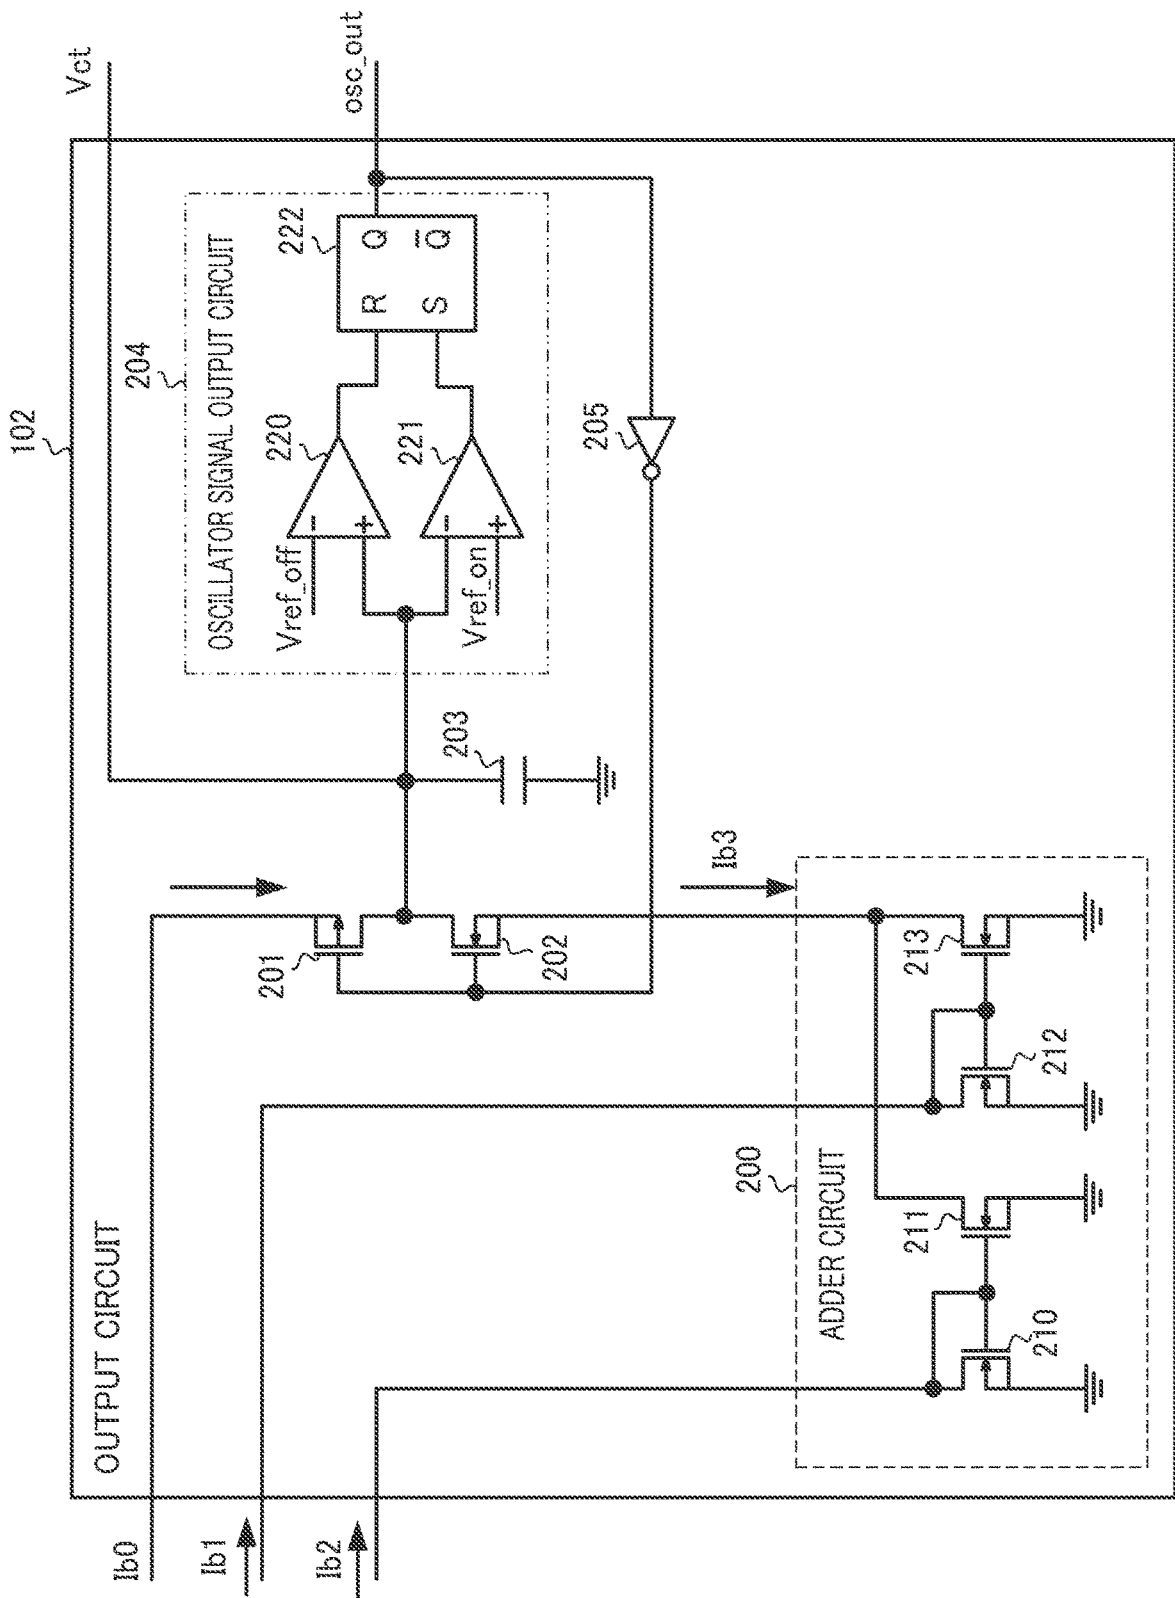 102
OUTPUT CIRCUIT
Vct
osc_out
Ib0
Ib1
Ib2
204
OSCILLATOR SIGNAL OUTPUT CIRCUIT
222
R
Q
S
Q̅
220
Vref_off
-
+
221
-
+
Vref_on
203
205
201
202
Ib3
200
ADDER CIRCUIT
210
211
212
213